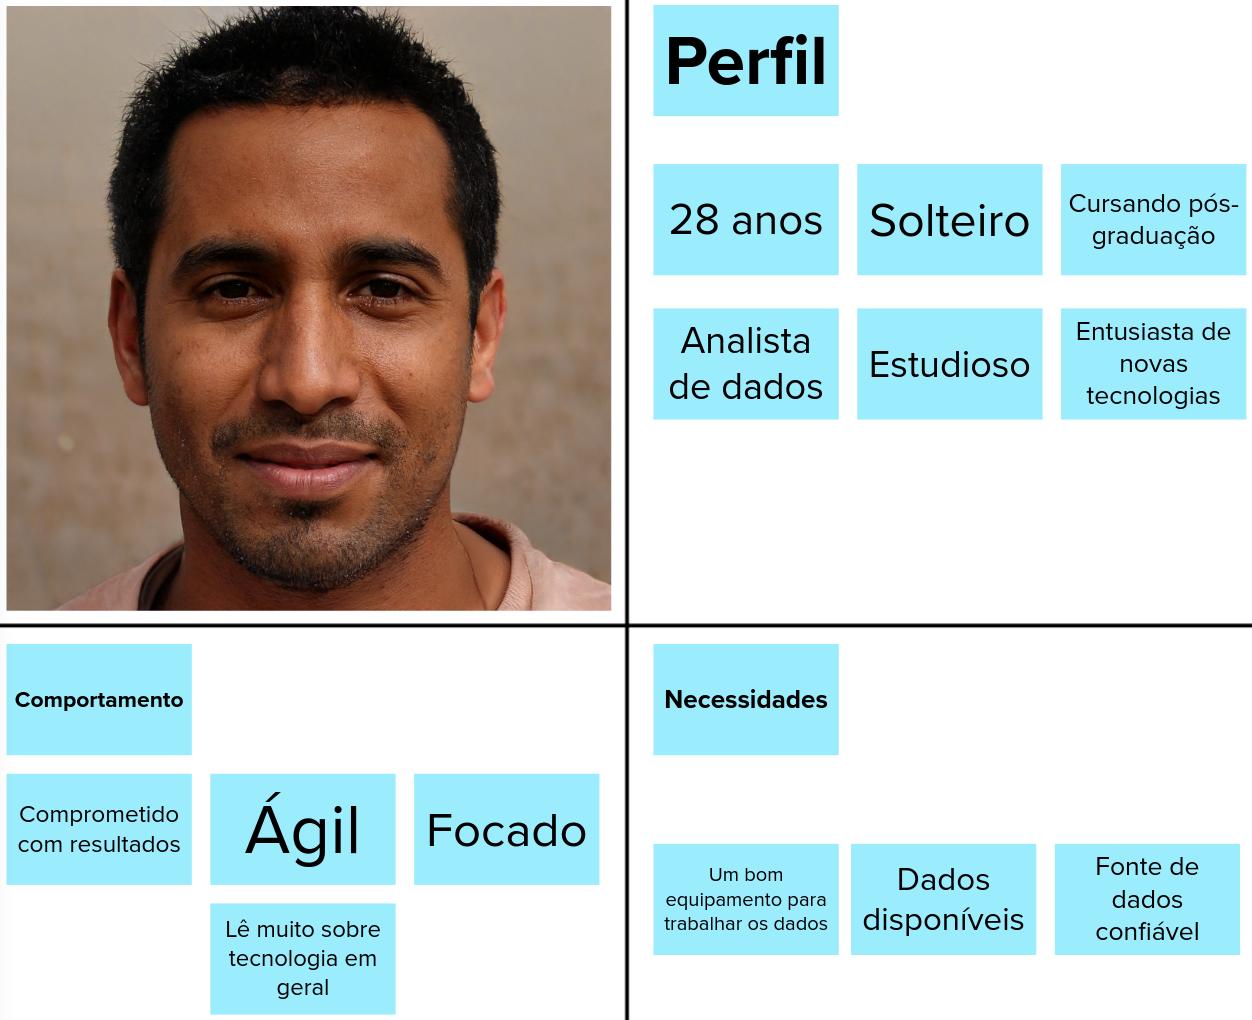 Perfil
28 anos
Solteiro
Cursando pós-
graduação
Analista
de dados
Estudioso
Entusiasta de
novas
tecnologias
Comportamento
Comprometido
com resultados
Ágil
Focado
Lê muito sobre
tecnologia em
geral
Necessidades
Um bom
equipamento para
trabalhar os dados
Dados
disponíveis
Fonte de
dados
confiável